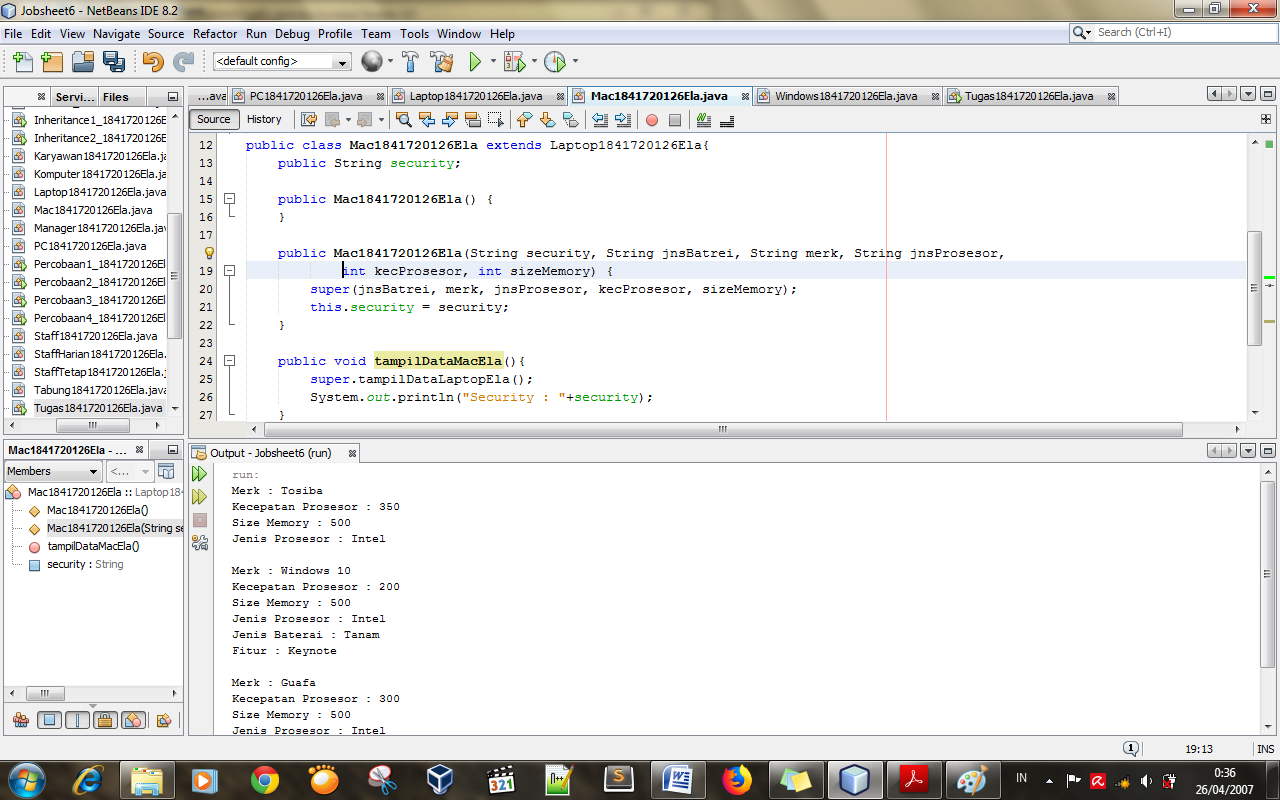 Jobsheet6 - NetBeans IDE 8.2
File Edit View Navigate Source Refactor Run Debug Profile Team Tools Window Help
Search (Ctrl+I)
<default config>
Servi... Files
...ava PC1841720126Ela.java Laptop1841720126Ela.java Mac1841720126Ela.java Windows1841720126Ela.java Tugas1841720126Ela.java
Source History
Inheritance1_1841720126E
Inheritance2_1841720126E
Karyawan1841720126Ela.ja
Komputer1841720126Ela.ja
Laptop1841720126Ela.java
Mac1841720126Ela.java
Manager1841720126Ela.jav
PC1841720126Ela.java
Percobaan1_1841720126El
Percobaan2_1841720126El
Percobaan3_1841720126El
Percobaan4_1841720126El
Staff1841720126Ela.java
StaffHarian1841720126Ela.
StaffTetap1841720126Ela.j
Tabung1841720126Ela.java
Tugas1841720126Ela.java
12 public class Mac1841720126Ela extends Laptop1841720126Ela{
13 public String security;
14
15 public Mac1841720126Ela() {
16 }
17
public Mac1841720126Ela(String security, String jnsBatrei, String merk, String jnsProsesor,
19 int kecProsesor, int sizeMemory) {
20 super(jnsBatrei, merk, jnsProsesor, kecProsesor, sizeMemory);
21 this.security = security;
22 }
23
24 public void tampilDataMacEla(){
25 super.tampilDataLaptopEla();
26 System.out.println("Security : "+security);
27 }
Mac1841720126Ela - ...
Members <...
Mac1841720126Ela :: Laptop184
Mac1841720126Ela()
Mac1841720126Ela(String se
tampilDataMacEla()
security : String
Output - Jobsheet6 (run)
run:
Merk : Tosiba
Kecepatan Prosesor : 350
Size Memory : 500
Jenis Prosesor : Intel
Merk : Windows 10
Kecepatan Prosesor : 200
Size Memory : 500
Jenis Prosesor : Intel
Jenis Baterai : Tanam
Fitur : Keynote
Merk : Guafa
Kecepatan Prosesor : 300
Size Memory : 500
Jenis Prosesor : Intel
1 19:13 INS
321
S
W
IN
0:36
26/04/2007